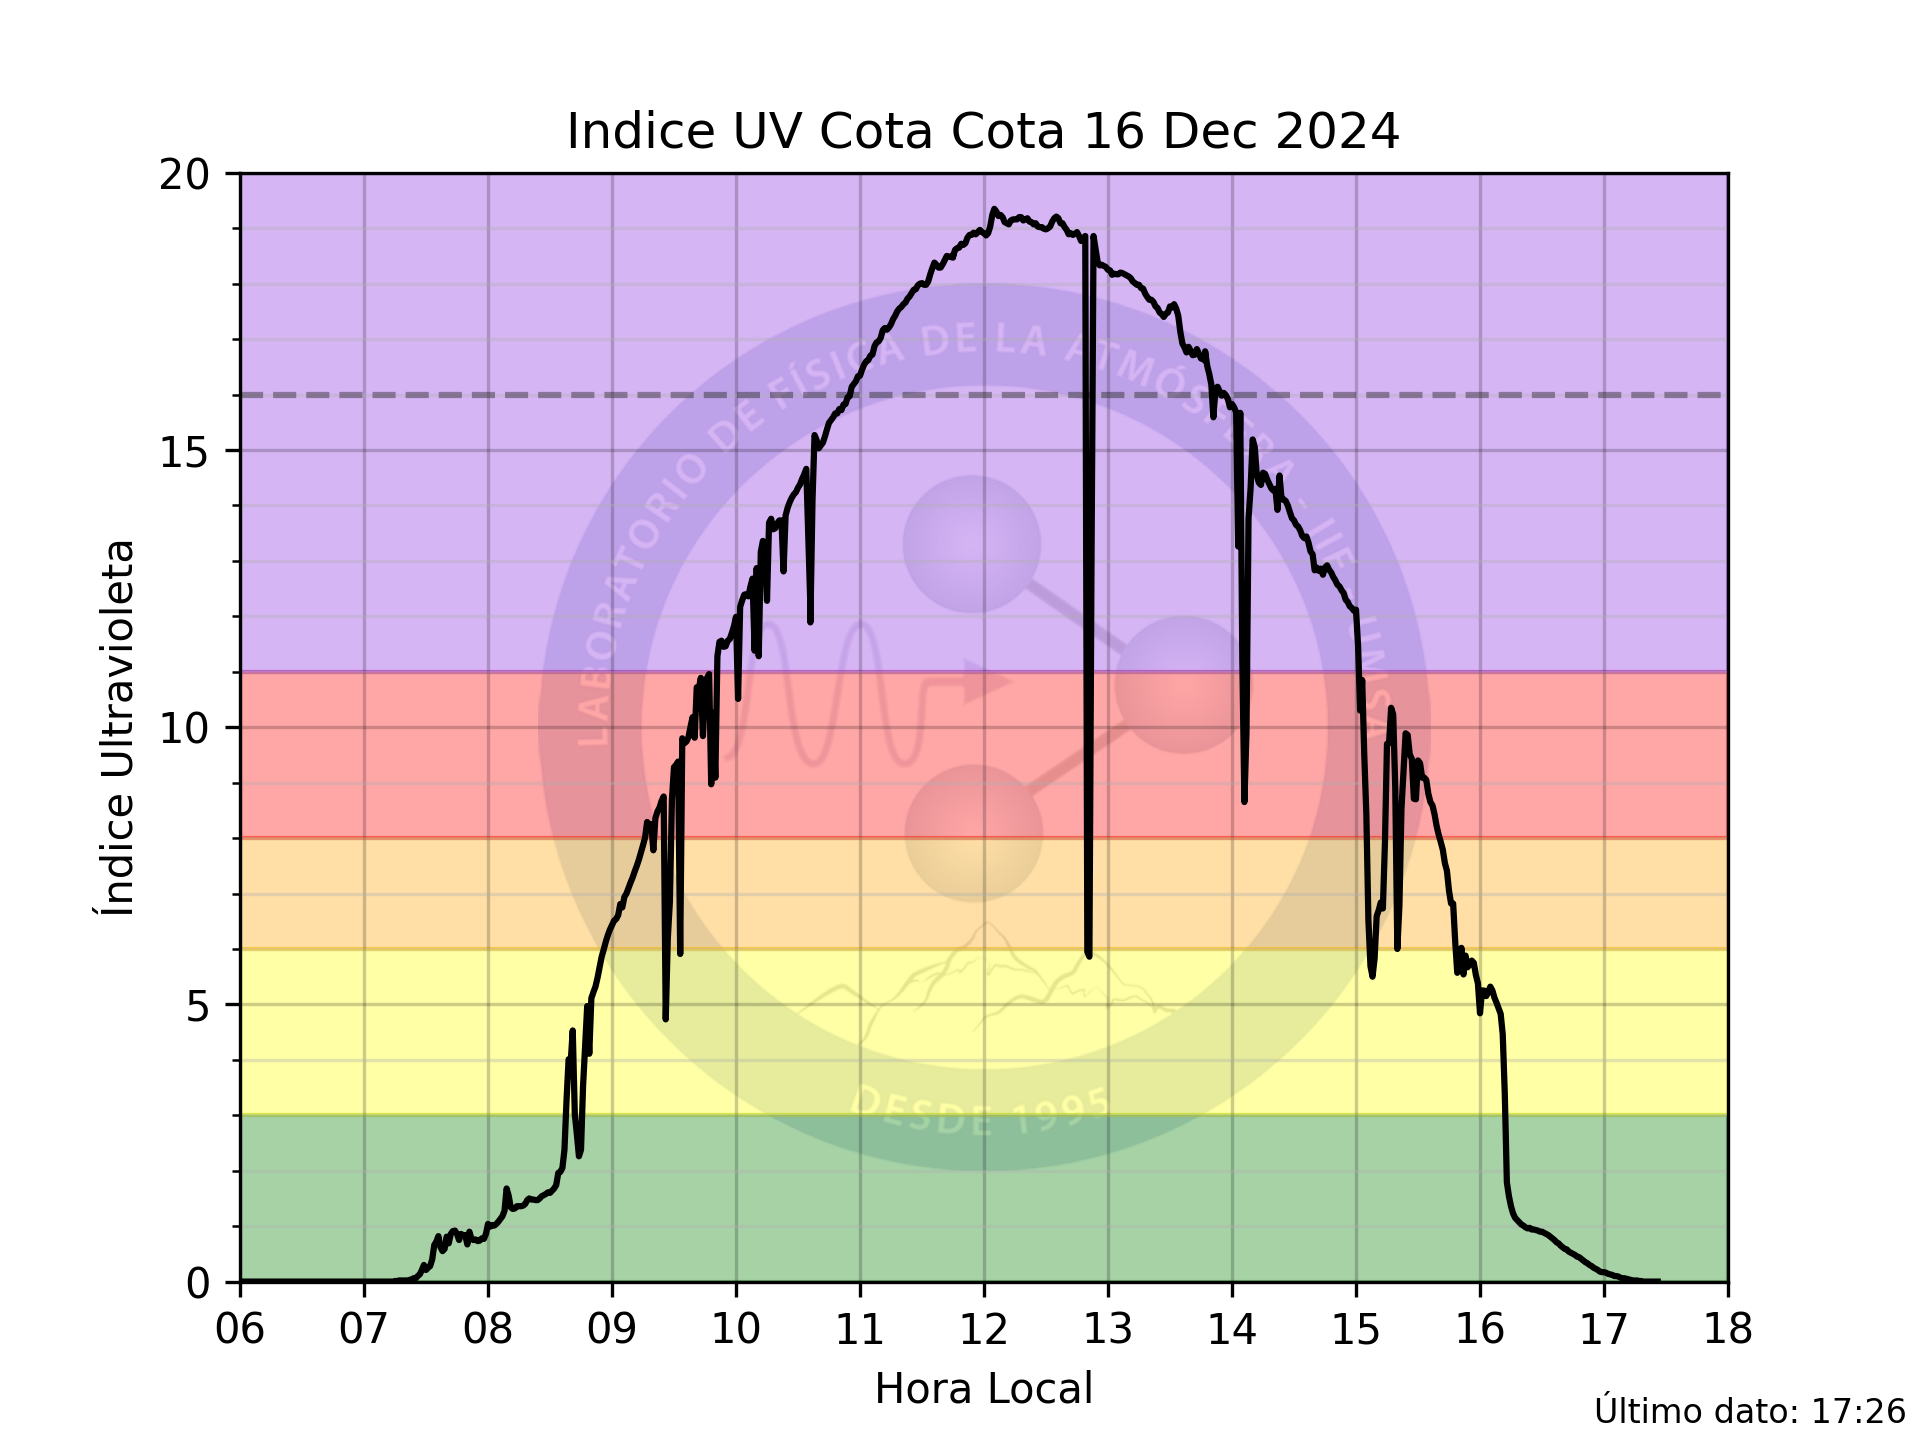 Indice UV Cota Cota 16 Dec 2024
20
15
10
5
0
Índice Ultravioleta
LABORATORIO DE FÍSICA DE LA ATMÓSFERA - IIF - UMSA
DESDE 1995
06 07 08 09 10 11 12 13 14 15 16 17 18
Hora Local
Último dato: 17:26